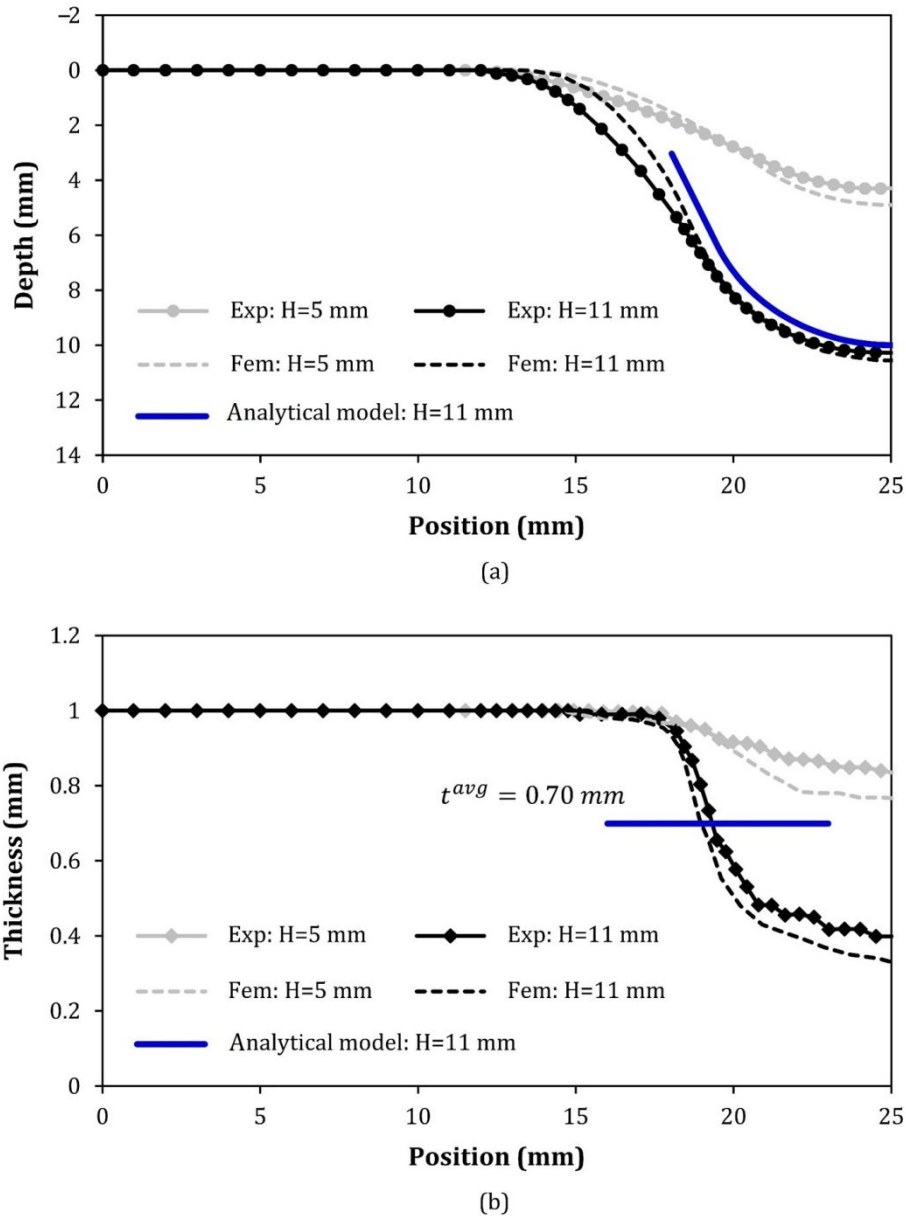 −2
0
2
4
6
8
10
12
14
Depth (mm)
Exp: H=5 mm Exp: H=11 mm
Fem: H=5 mm Fem: H=11 mm
Analytical model: H=11 mm
0 5 10 15 20 25
Position (mm)
(a)
1.2
1
0.8
0.6
0.4
0.2
0
Thickness (mm)
t^avg = 0.70 mm
Exp: H=5 mm Exp: H=11 mm
Fem: H=5 mm Fem: H=11 mm
Analytical model: H=11 mm
0 5 10 15 20 25
Position (mm)
(b)